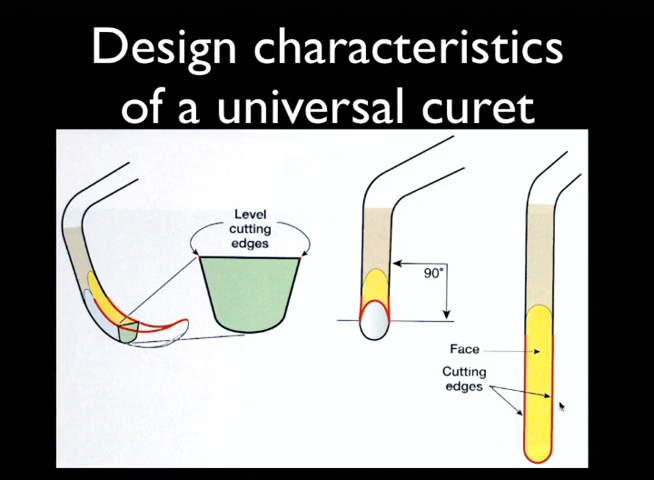 Design characteristics
of a universal curet
Level
cutting
edges
90°
Face
Cutting
edges